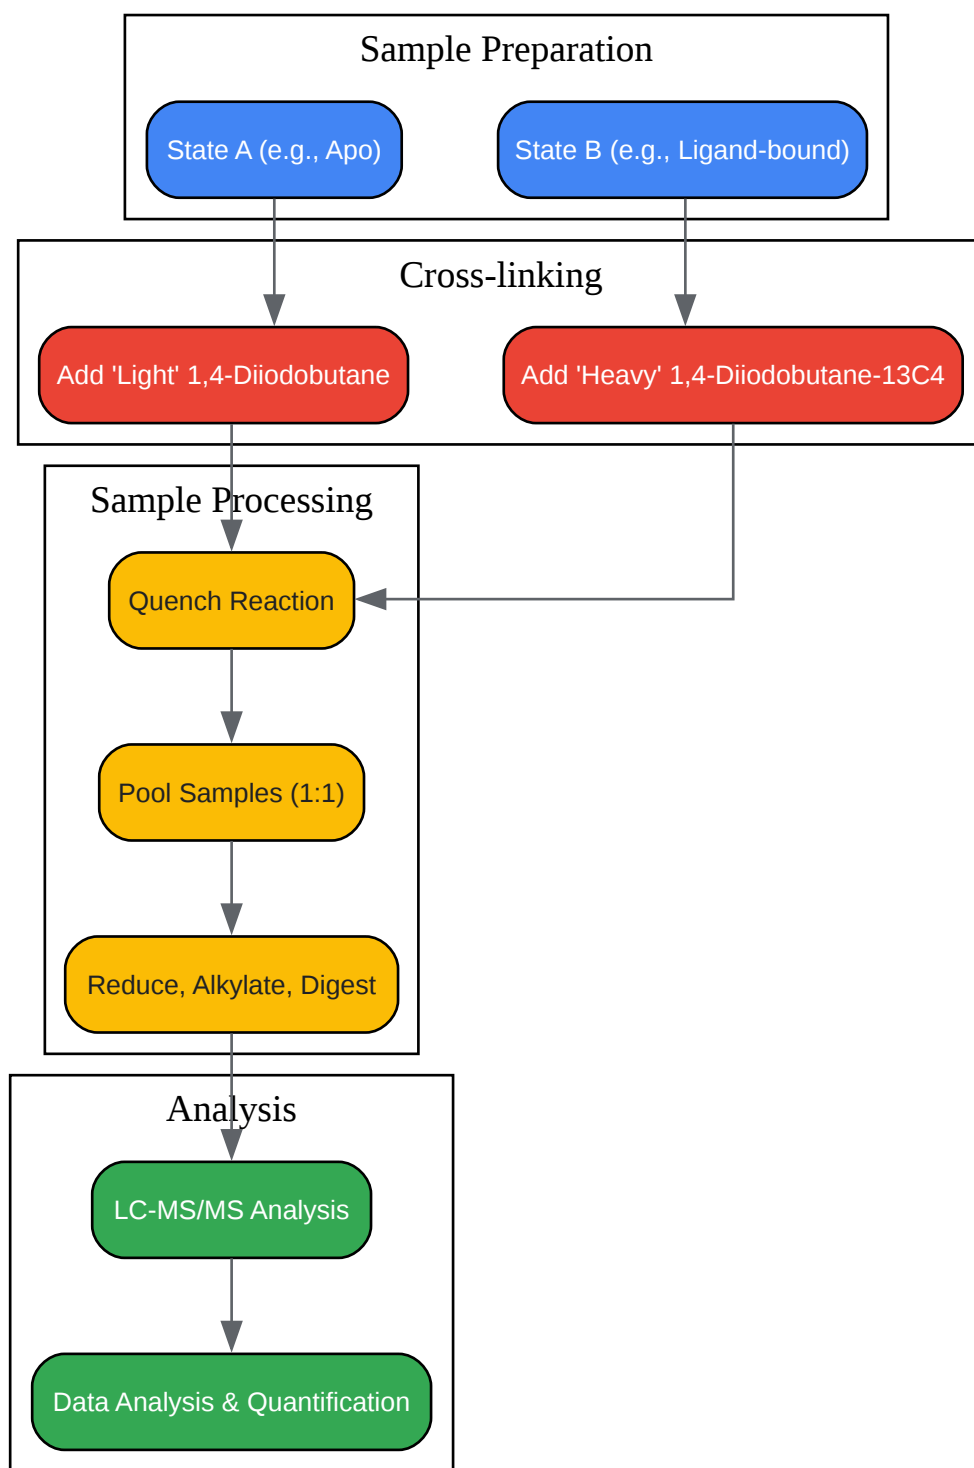 Sample Preparation
State A (e.g., Apo)
State B (e.g., Ligand-bound)
Cross-linking
Add 'Light' 1,4-Diiodobutane
Add 'Heavy' 1,4-Diiodobutane-13C4
Sample Processing
Quench Reaction
Pool Samples (1:1)
Reduce, Alkylate, Digest
Analysis
LC-MS/MS Analysis
Data Analysis & Quantification